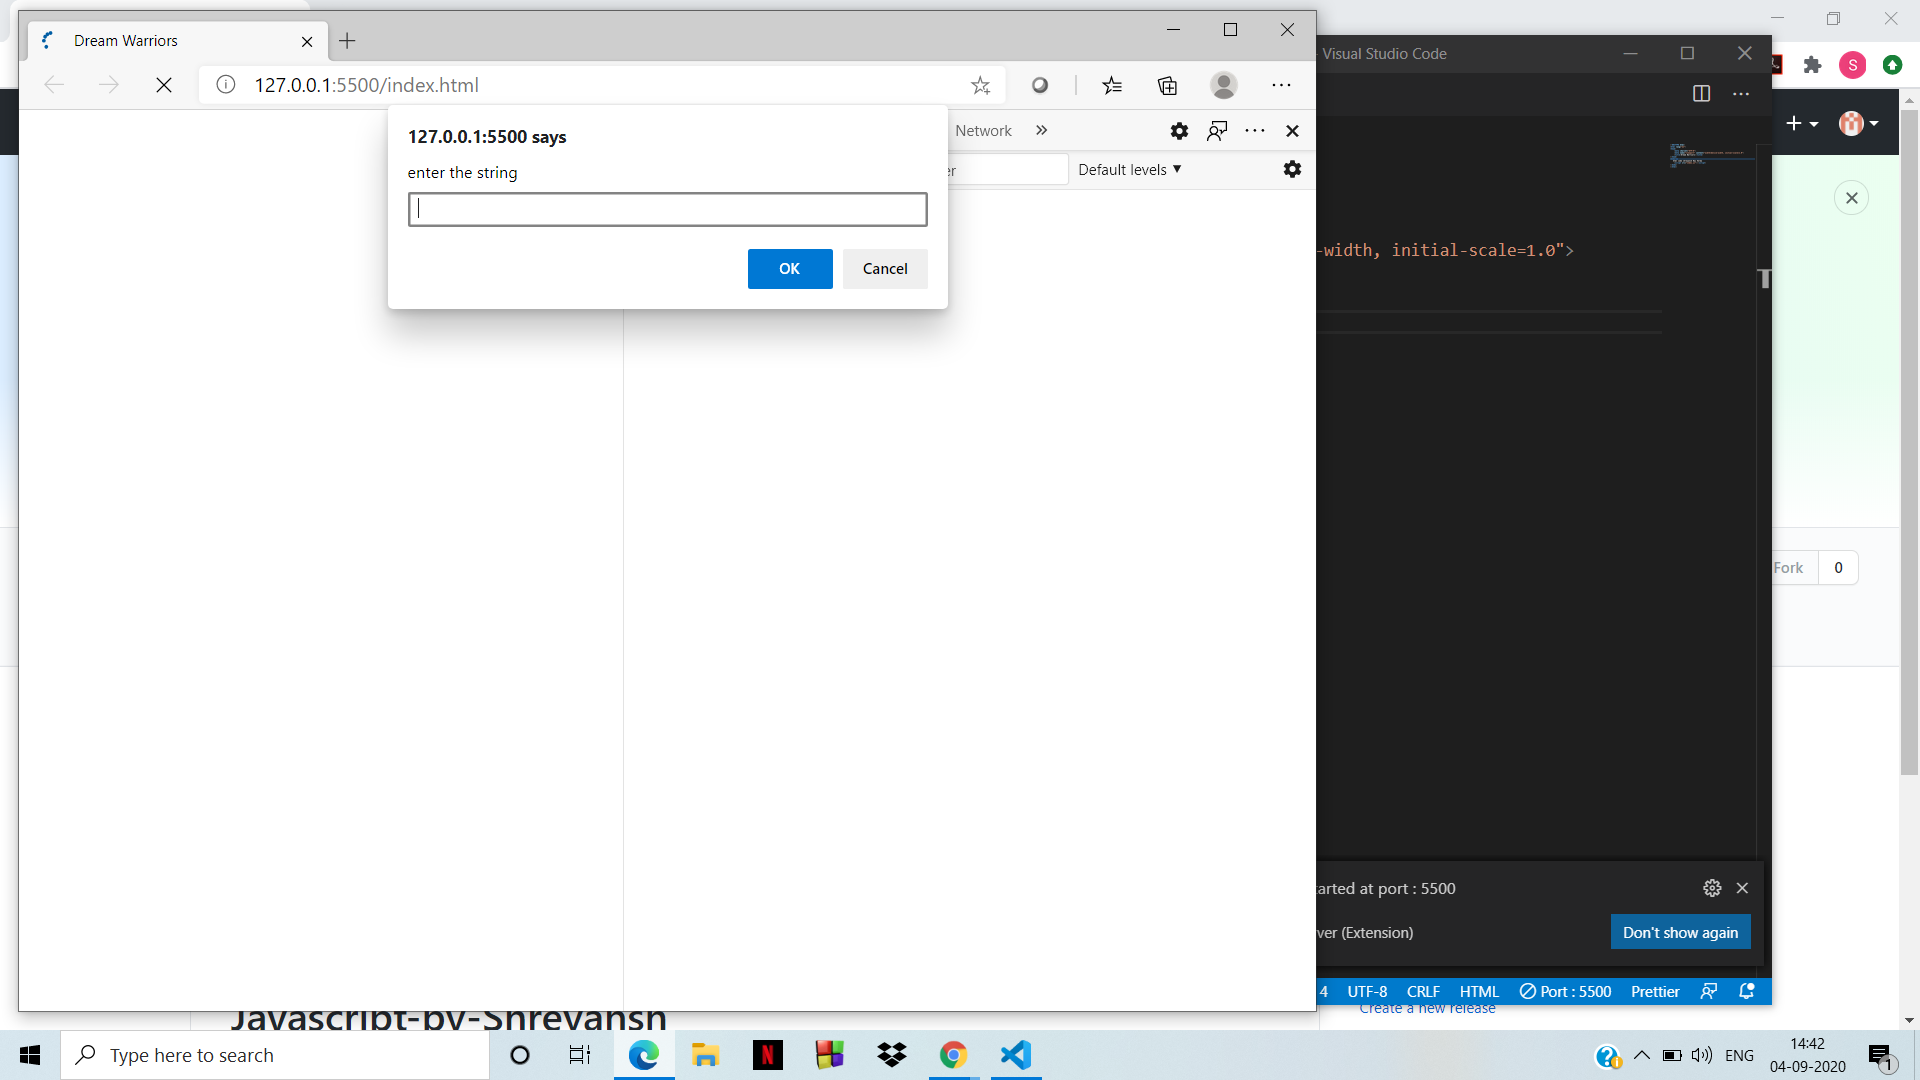 Dream Warriors
127.0.0.1:5500/index.html
127.0.0.1:5500 says
enter the string
OK
Cancel
Network
er
Default levels ▼
Visual Studio Code
-width, initial-scale=1.0">
S
Fork 0
tarted at port : 5500
ver (Extension)
Don't show again
4 UTF-8 CRLF HTML Port : 5500 Prettier
Create a new release
Javascript-by-Shreyansh
Type here to search
N
ENG
14:42
04-09-2020
1